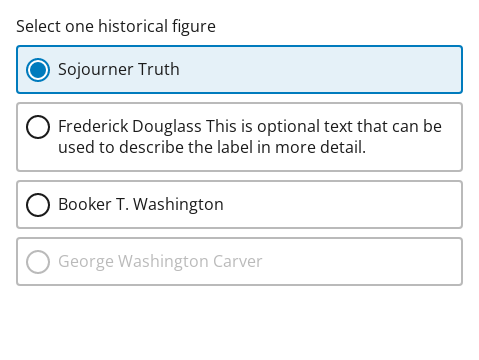 Select one historical figure
Sojourner Truth
Frederick Douglass This is optional text that can be
used to describe the label in more detail.
Booker T. Washington
George Washington Carver